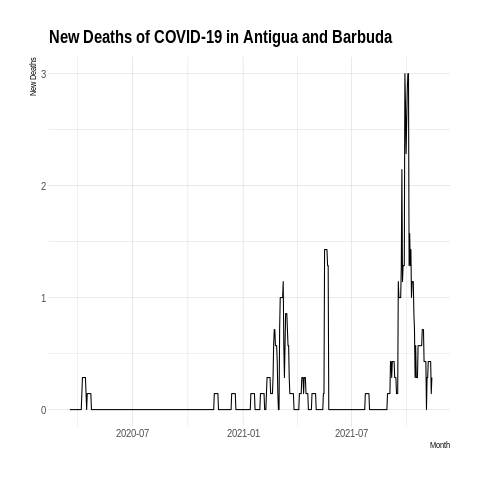 New Deaths of COVID-19 in Antigua and Barbuda
New Deaths
3
2
1
0
2020-07 2021-01 2021-07
Month